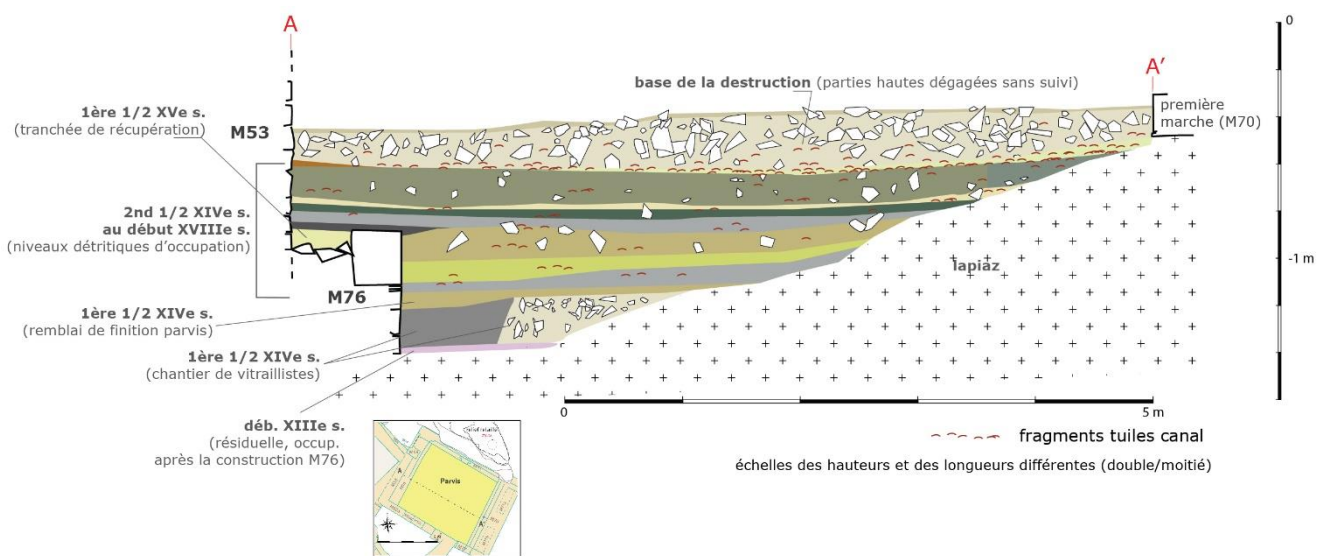 A
0
A’
base de la destruction (parties hautes dégagées sans suivi)
première
marche (M70)
1ère 1/2 XVe s.
(tranchée de récupération)
M53
2nd 1/2 XIVe s.
au début XVIIIe s.
(niveaux détritiques d’occupation)
-1 m
lapiaz
M76
1ère 1/2 XIVe s.
(remblai de finition parvis)
1ère 1/2 XIVe s.
(chantier de vitraillistes)
0
5 m
déb. XIIIe s.
(résiduelle, occup.
après la construction M76)
fragments tuiles canal
échelles des hauteurs et des longueurs différentes (double/moitié)
A
Parvis
A'